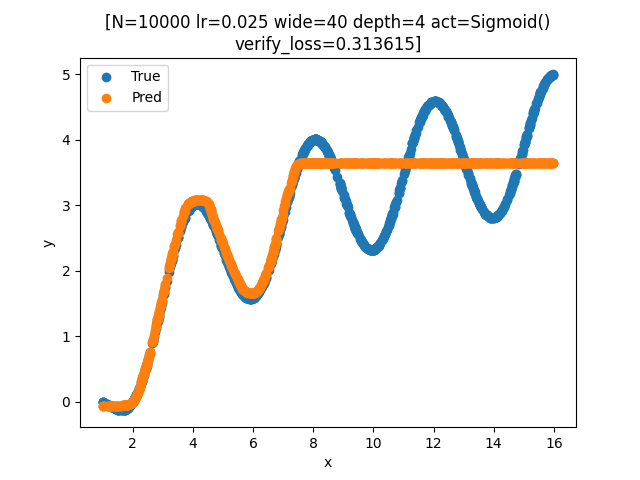 [N=10000 lr=0.025 wide=40 depth=4 act=Sigmoid()
verify_loss=0.313615]
True
Pred
5
4
3
2
1
0
y
2 4 6 8 10 12 14 16
x